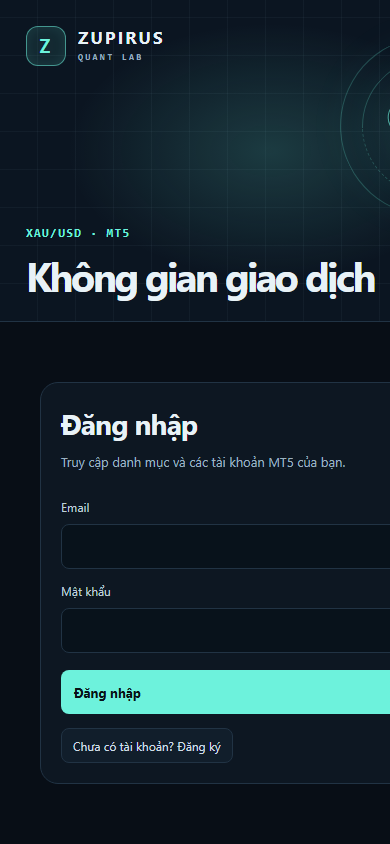 Z
ZUPIRUS
QUANT LAB
XAU/USD · MT5
Không gian giao dịch
Đăng nhập
Truy cập danh mục và các tài khoản MT5 của bạn.
Email
Mật khẩu
Đăng nhập
Chưa có tài khoản? Đăng ký